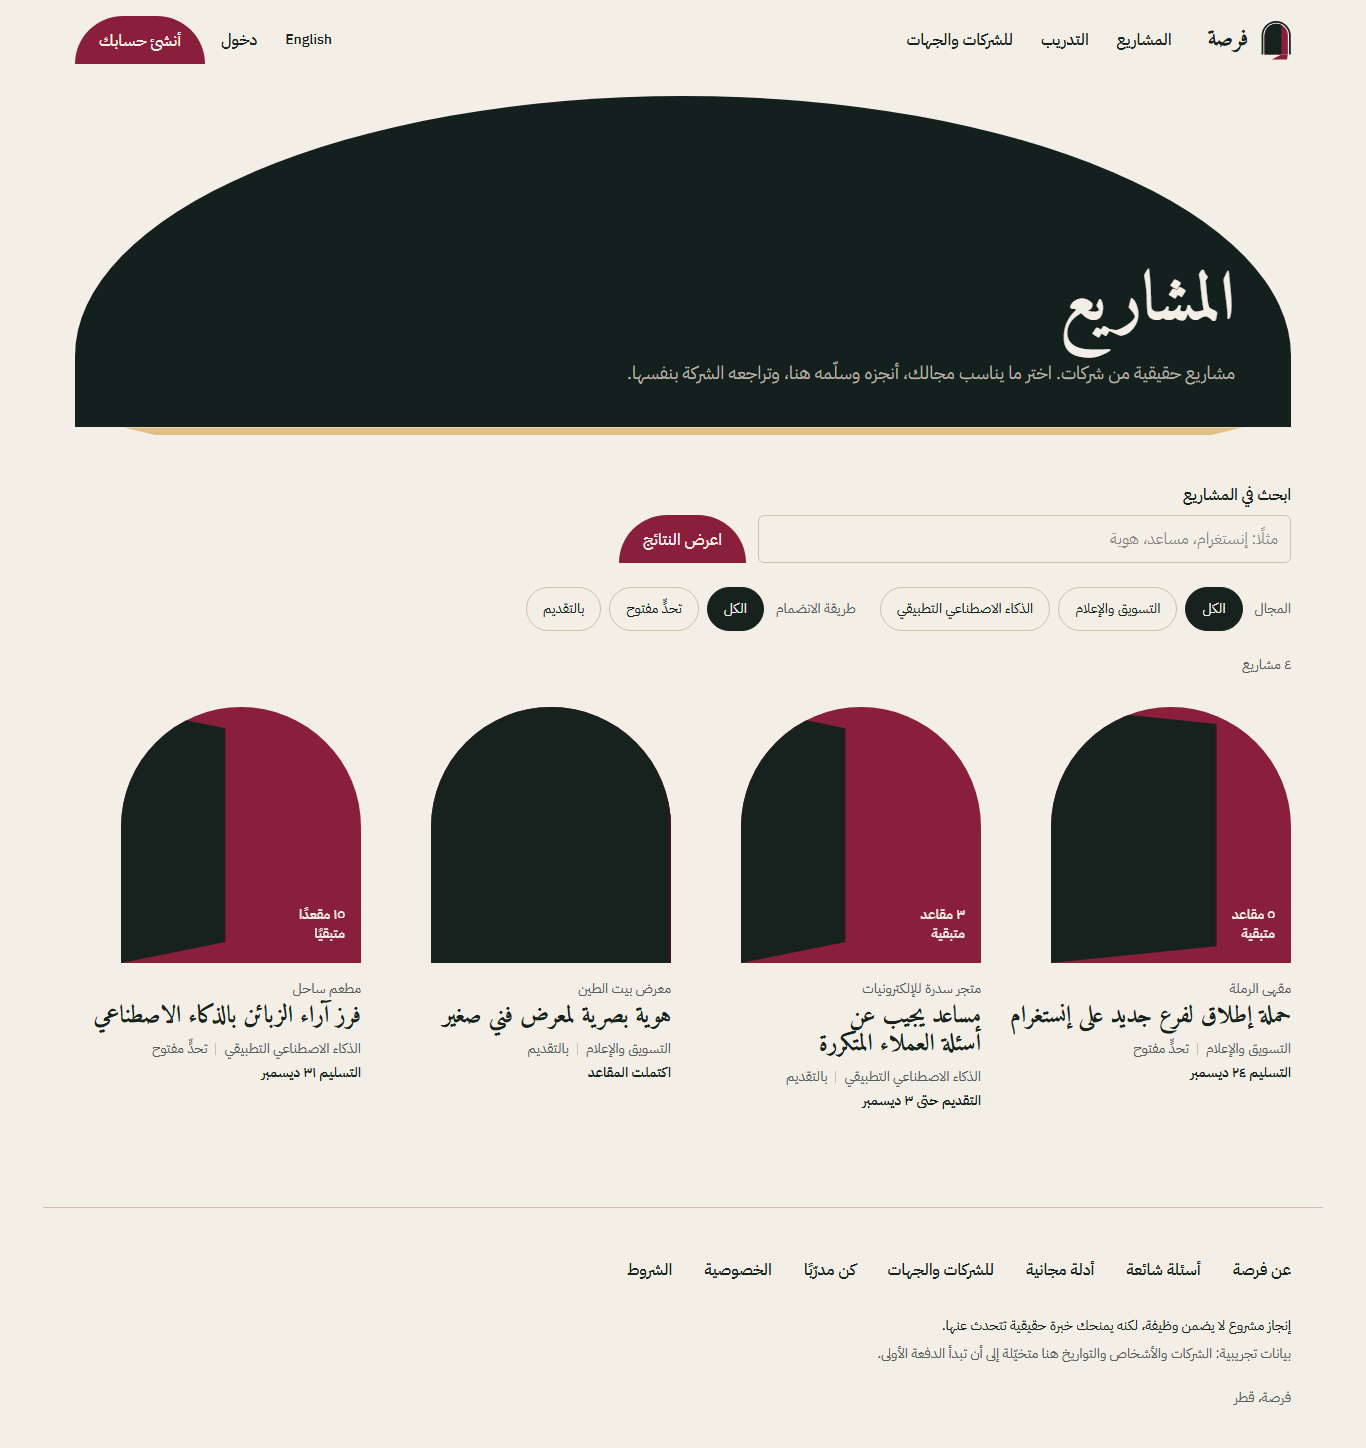 فرصة
المشاريع
التدريب
للشركات والجهات
English
دخول
أنشئ حسابك
المشاريع
مشاريع حقيقية من شركات. اختر ما يناسب مجالك، أنجزه وسلّمه هنا، وتراجعه الشركة بنفسها.
ابحث في المشاريع
مثلًا: إنستغرام، مساعد، هوية
اعرض النتائج
المجال
الكل
التسويق والإعلام
الذكاء الاصطناعي التطبيقي
طريقة الانضمام
الكل
تحدٍّ مفتوح
بالتقديم
٤ مشاريع
٥ مقاعد
متبقية
مقهى الرملة
حملة إطلاق لفرع جديد على إنستغرام
التسويق والإعلام | تحدٍّ مفتوح
التسليم ٢٤ ديسمبر
٣ مقاعد
متبقية
متجر سدرة للإلكترونيات
مساعد يجيب عن
أسئلة العملاء المتكررة
الذكاء الاصطناعي التطبيقي | بالتقديم
التقديم حتى ٣ ديسمبر
معرض بيت الطين
هوية بصرية لمعرض فني صغير
التسويق والإعلام | بالتقديم
اكتملت المقاعد
١٥ مقعدًا
متبقيًا
مطعم ساحل
فرز آراء الزبائن بالذكاء الاصطناعي
الذكاء الاصطناعي التطبيقي | تحدٍّ مفتوح
التسليم ٣١ ديسمبر
عن فرصة
أسئلة شائعة
أدلة مجانية
للشركات والجهات
كن مدرّبًا
الخصوصية
الشروط
إنجاز مشروع لا يضمن وظيفة، لكنه يمنحك خبرة حقيقية تتحدث عنها.
بيانات تجريبية: الشركات والأشخاص والتواريخ هنا متخيّلة إلى أن تبدأ الدفعة الأولى.
فرصة، قطر